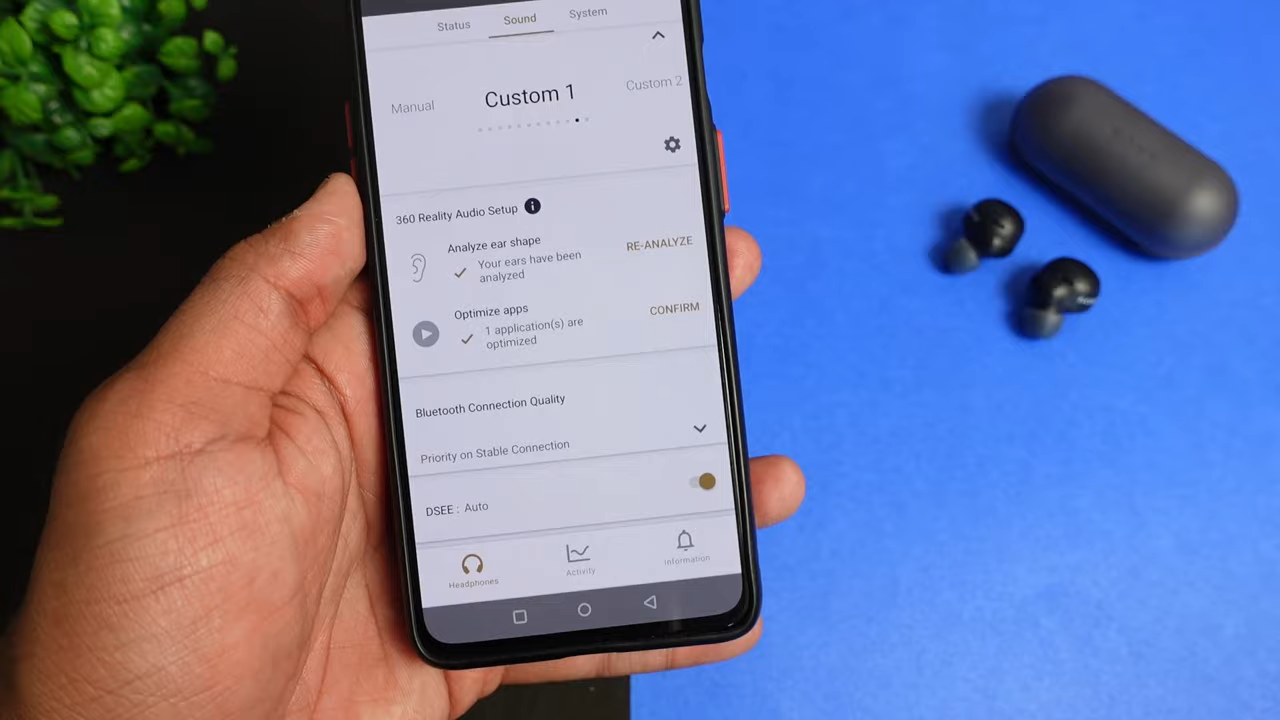 Status Sound System
Manual Custom 1 Custom 2
360 Reality Audio Setup
Analyze ear shape
Your ears have been
analyzed
RE-ANALYZE
Optimize apps
1 application(s) are
optimized
CONFIRM
Bluetooth Connection Quality
Priority on Stable Connection
DSEE : Auto
Headphones Activity Information